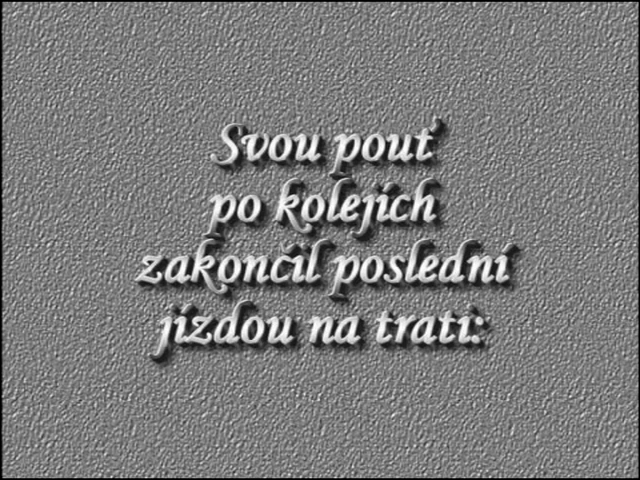 Svou pouť
po kolejích
zakončil poslední
jízdou na trati: